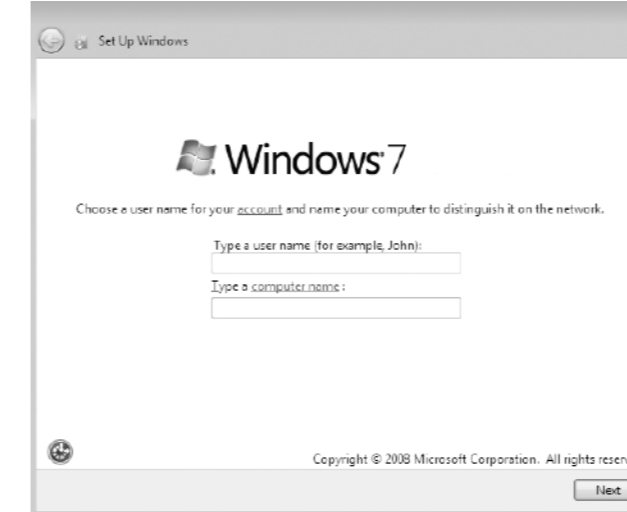 Set Up Windows
Windows 7
Choose a user name for your account and name your computer to distinguish it on the network.
Type a user name (for example, John):
Type a computer name :
Copyright © 2008 Microsoft Corporation. All rights reser
Next